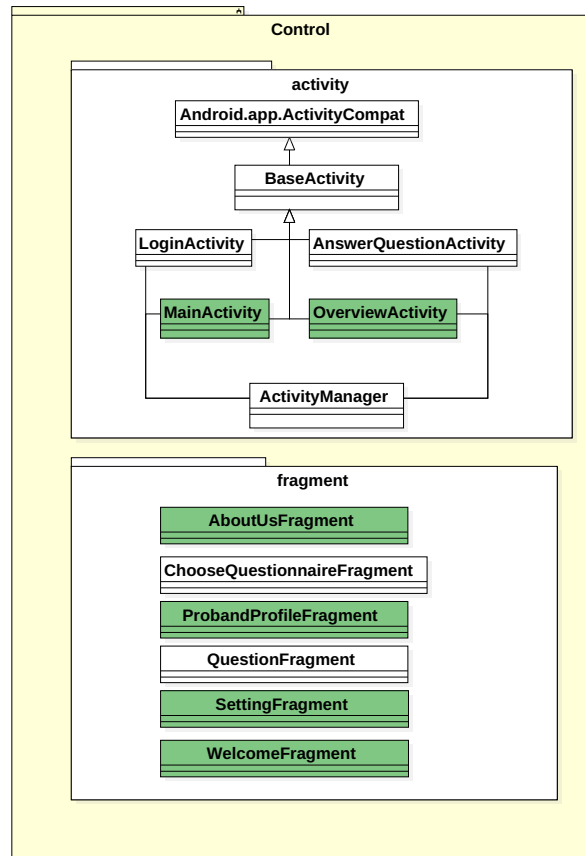 Control
activity
Android.app.ActivityCompat
BaseActivity
LoginActivity
AnswerQuestionActivity
MainActivity
OverviewActivity
ActivityManager
fragment
AboutUsFragment
ChooseQuestionnaireFragment
ProbandProfileFragment
QuestionFragment
SettingFragment
WelcomeFragment